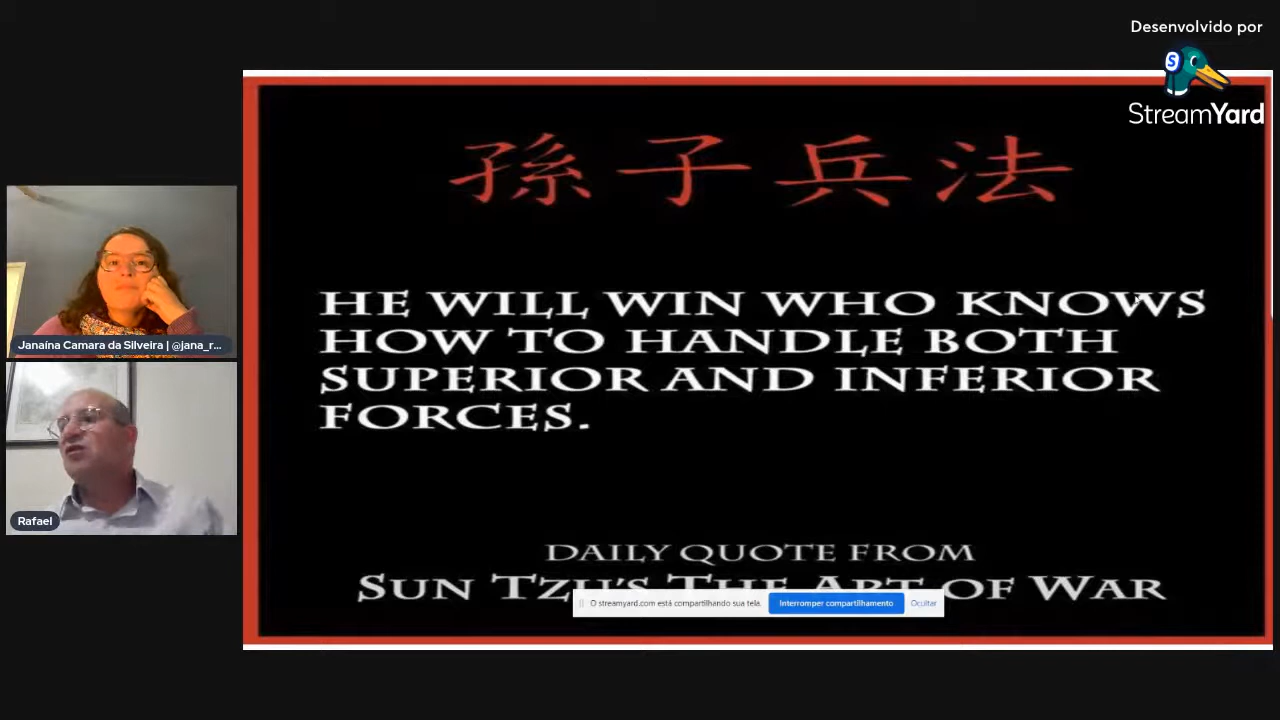 Desenvolvido por
StreamYard
孫子兵法
HE WILL WIN WHO KNOWS
HOW TO HANDLE BOTH
SUPERIOR AND INFERIOR
FORCES.
DAILY QUOTE FROM
SUN TZU'S THE ART OF WAR
O streamyard.com está compartilhando sua tela.
Interromper compartilhamento
Ocultar
Janaína Camara da Silveira | @jana_r...
Rafael